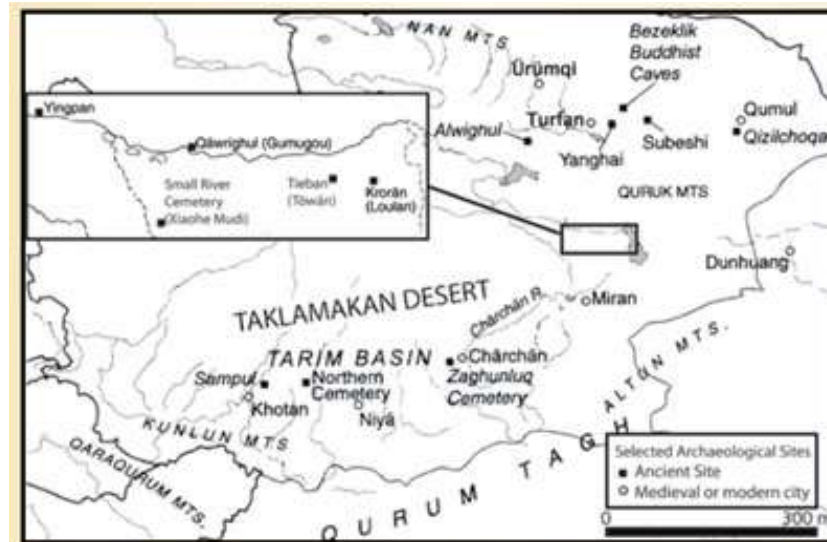 NAN MTS.
Ürümqi
Bezeklik
Buddhist
Caves
Turfan
Alwighul
Yanghai
Subeshi
Qumul
Qizilchoqa
Yingpan
Qäwrighul (Gumugou)
Small River
Cemetery
(Xiaohe Mudi)
Tieban
(Töwän)
Krorän
(Loulan)
QURUK MTS
Dunhuang
TAKLAMAKAN DESERT
Chärchän R.
Miran
TARIM BASIN
Sampul
Khotan
Northern
Cemetery
Niyä
Chärchän
Zaghunluq
Cemetery
ALTUN MTS.
KUNLUN MTS
QARAQURUM MTS.
QURUM TAGH
Selected Archaeological Sites
Ancient Site
Medieval or modern city
0 300 m